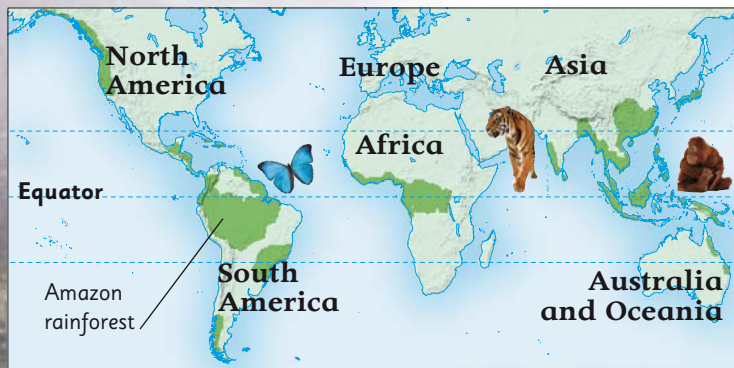 North
America
Europe
Asia
Africa
Equator
Amazon
rainforest
South
America
Australia
and Oceania